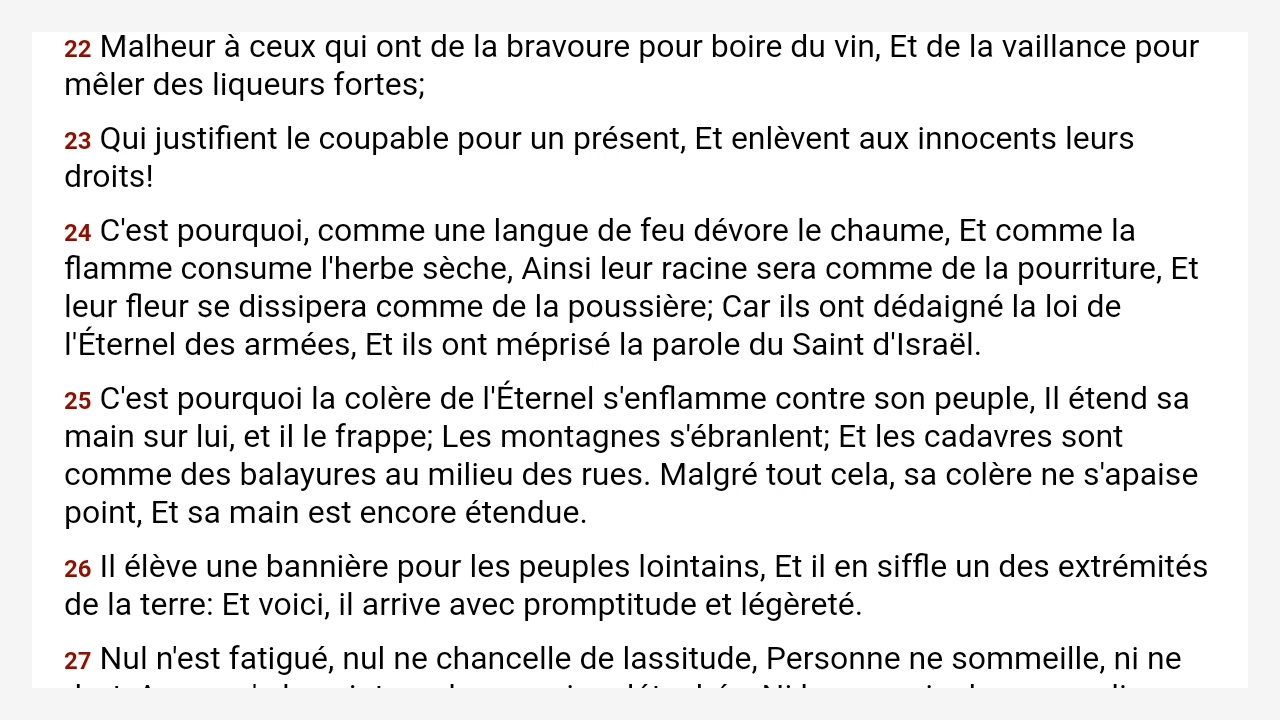 22 Malheur à ceux qui ont de la bravoure pour boire du vin, Et de la vaillance pour
mêler des liqueurs fortes;
23 Qui justifient le coupable pour un présent, Et enlèvent aux innocents leurs
droits!
24 C'est pourquoi, comme une langue de feu dévore le chaume, Et comme la
flamme consume l'herbe sèche, Ainsi leur racine sera comme de la pourriture, Et
leur fleur se dissipera comme de la poussière; Car ils ont dédaigné la loi de
l'Éternel des armées, Et ils ont méprisé la parole du Saint d'Israël.
25 C'est pourquoi la colère de l'Éternel s'enflamme contre son peuple, Il étend sa
main sur lui, et il le frappe; Les montagnes s'ébranlent; Et les cadavres sont
comme des balayures au milieu des rues. Malgré tout cela, sa colère ne s'apaise
point, Et sa main est encore étendue.
26 Il élève une bannière pour les peuples lointains, Et il en siffle un des extrémités
de la terre: Et voici, il arrive avec promptitude et légèreté.
27 Nul n'est fatigué, nul ne chancelle de lassitude, Personne ne sommeille, ni ne